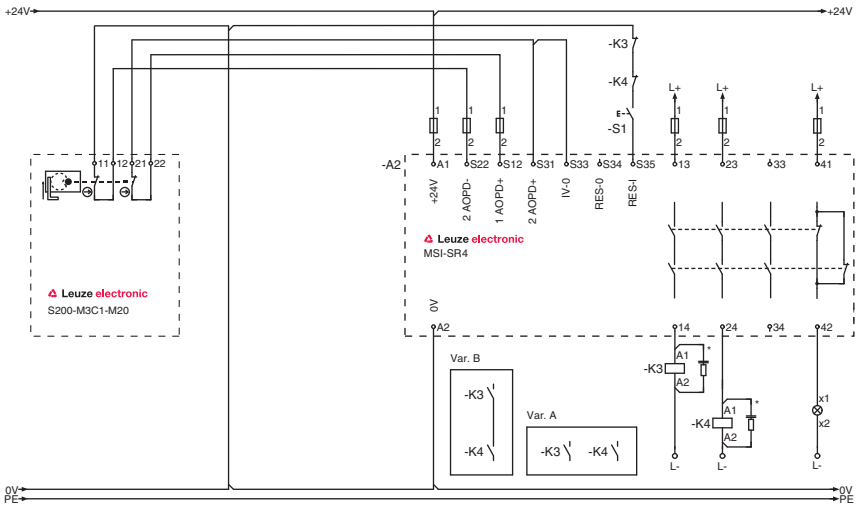 +24V +24V
-K3
-K4
L+ L+ L+
E--
-S1
1 1 1 1 1 1
2 2 2 2 2 2
11 12 21 22
-A2 A1 S22 S12 S31 S33 S34 S35 13 23 33 41
+24V
2 AOPD-
1 AOPD+
2 AOPD+
IV-0
RES-0
RES-I
Leuze electronic
MSI-SR4
Leuze electronic
S200-M3C1-M20
0V
A2 14 24 34 42
Var. B
-K3
-K4
Var. A
-K3 -K4
-K3 A1 *
A2
-K4 A1 *
A2
x1
x2
L- L- L-
0V 0V
PE PE